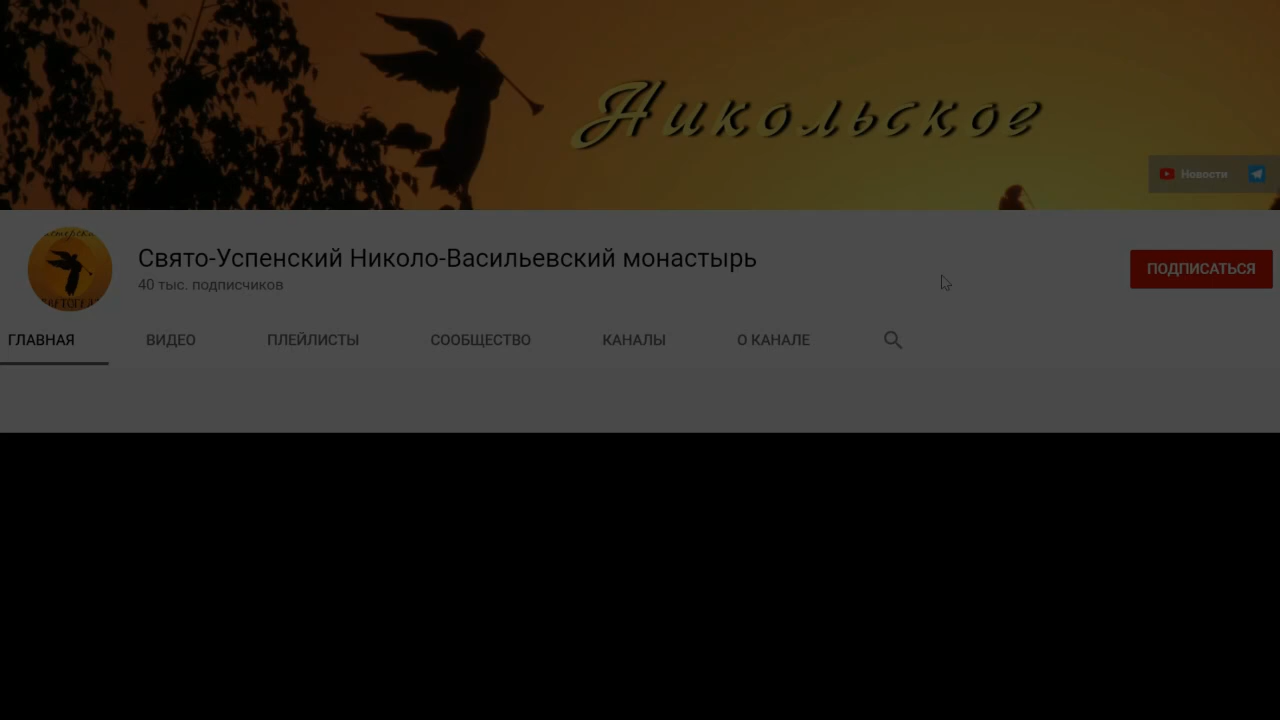 Никольское
Новости
Свято-Успенский Николо-Васильевский монастырь
40 тыс. подписчиков
ПОДПИСАТЬСЯ
ГЛАВНАЯ ВИДЕО ПЛЕЙЛИСТЫ СООБЩЕСТВО КАНАЛЫ О КАНАЛЕ